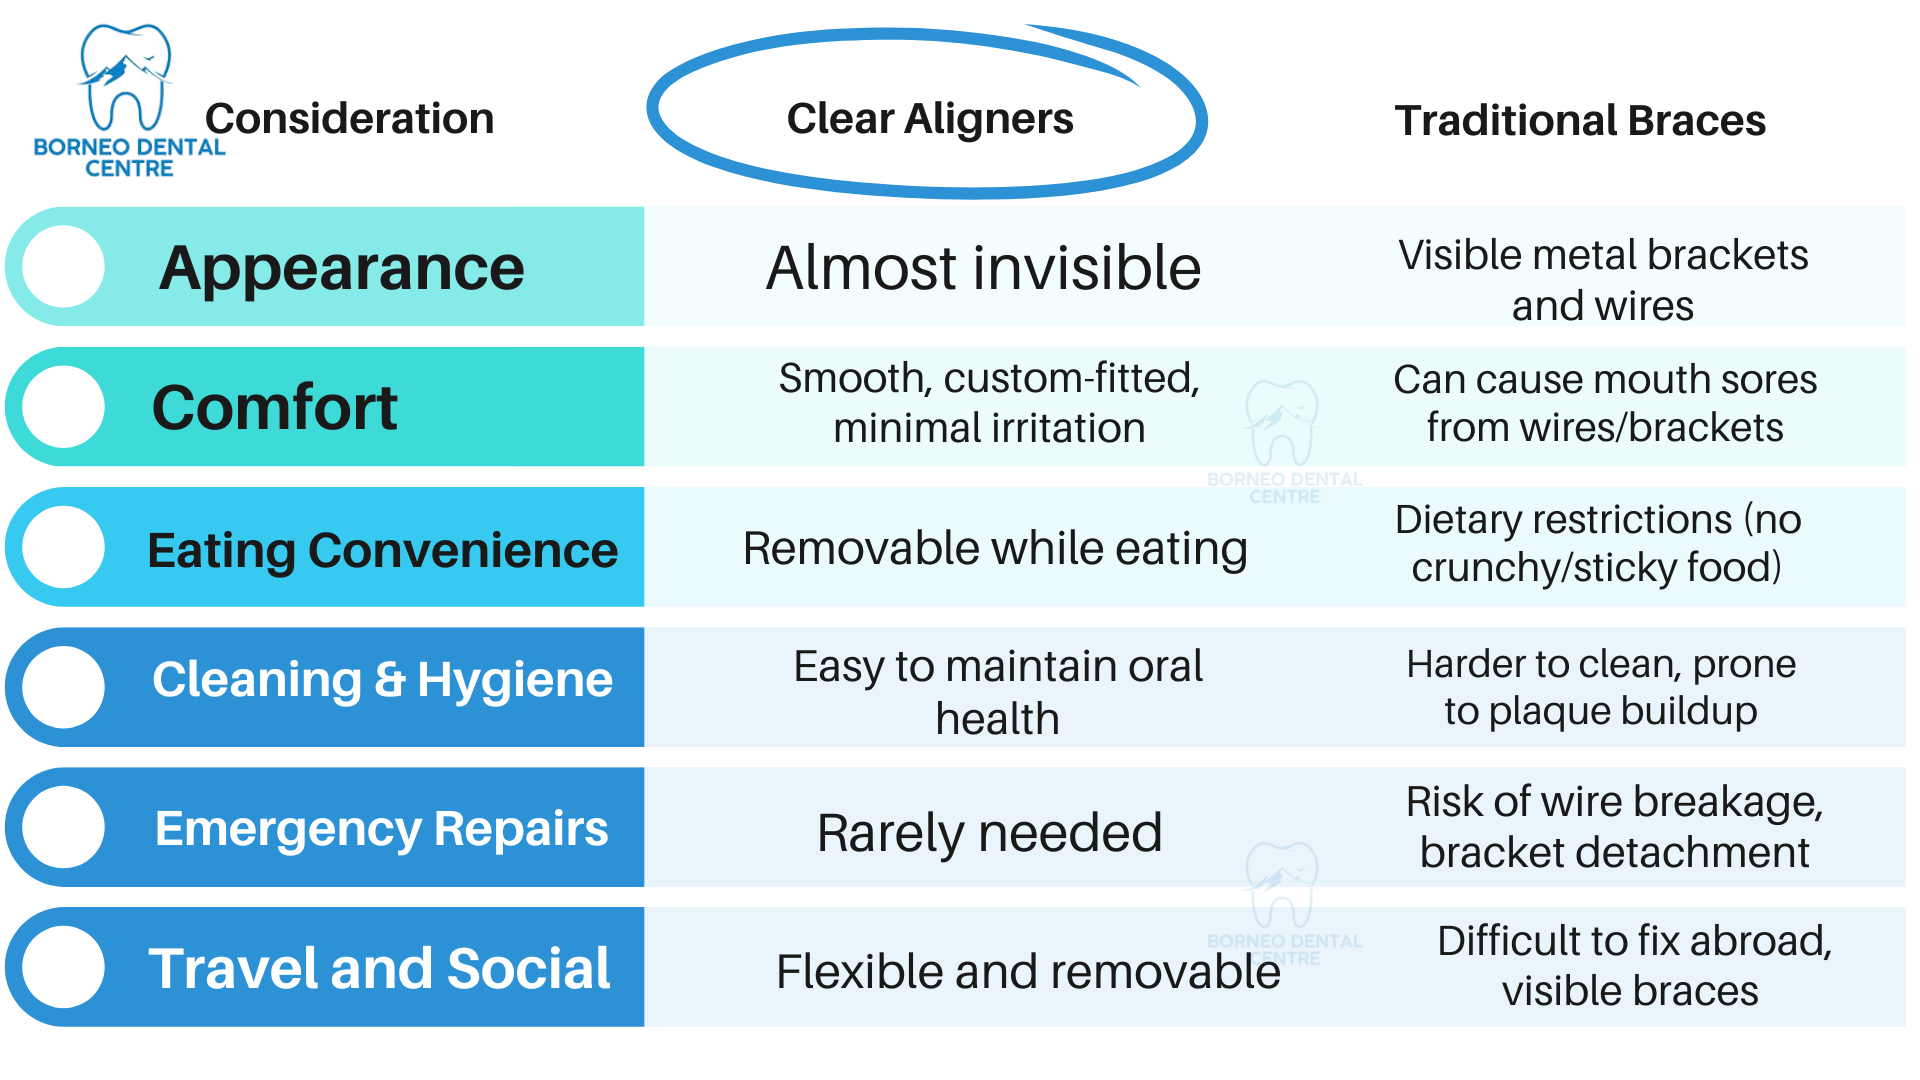 BORNEO DENTAL
CENTRE
Consideration
Clear Aligners
Traditional Braces
Appearance
Almost invisible
Visible metal brackets
and wires
Comfort
Smooth, custom-fitted,
minimal irritation
Can cause mouth sores
from wires/brackets
BORNEO DENTAL
CENTRE
Eating Convenience
Removable while eating
Dietary restrictions (no
crunchy/sticky food)
Cleaning & Hygiene
Easy to maintain oral
health
Harder to clean, prone
to plaque buildup
Emergency Repairs
Rarely needed
Risk of wire breakage,
bracket detachment
BORNEO DENTAL
CENTRE
Travel and Social
Flexible and removable
Difficult to fix abroad,
visible braces